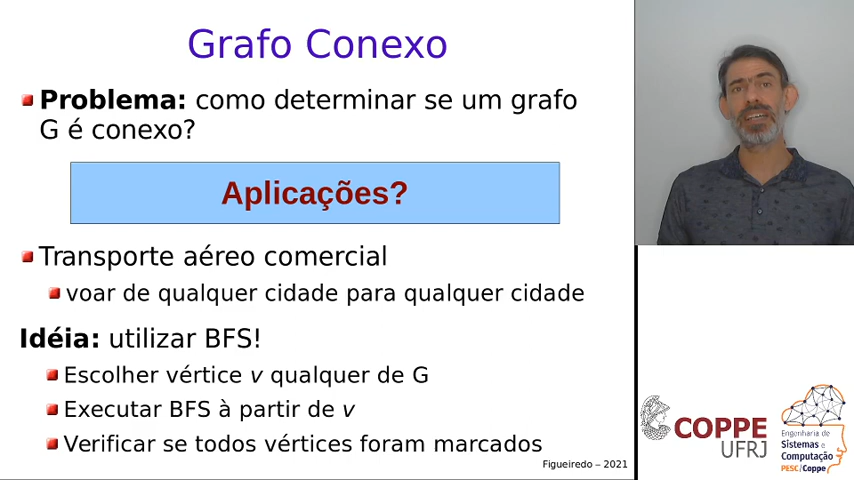 Grafo Conexo
Problema: como determinar se um grafo
G é conexo?
Aplicações?
Transporte aéreo comercial
voar de qualquer cidade para qualquer cidade
Idéia: utilizar BFS!
Escolher vértice v qualquer de G
Executar BFS à partir de v
Verificar se todos vértices foram marcados
Figueiredo – 2021
COPPE
UFRJ
Engenharia de
Sistemas e
Computação
PESC/Coppe